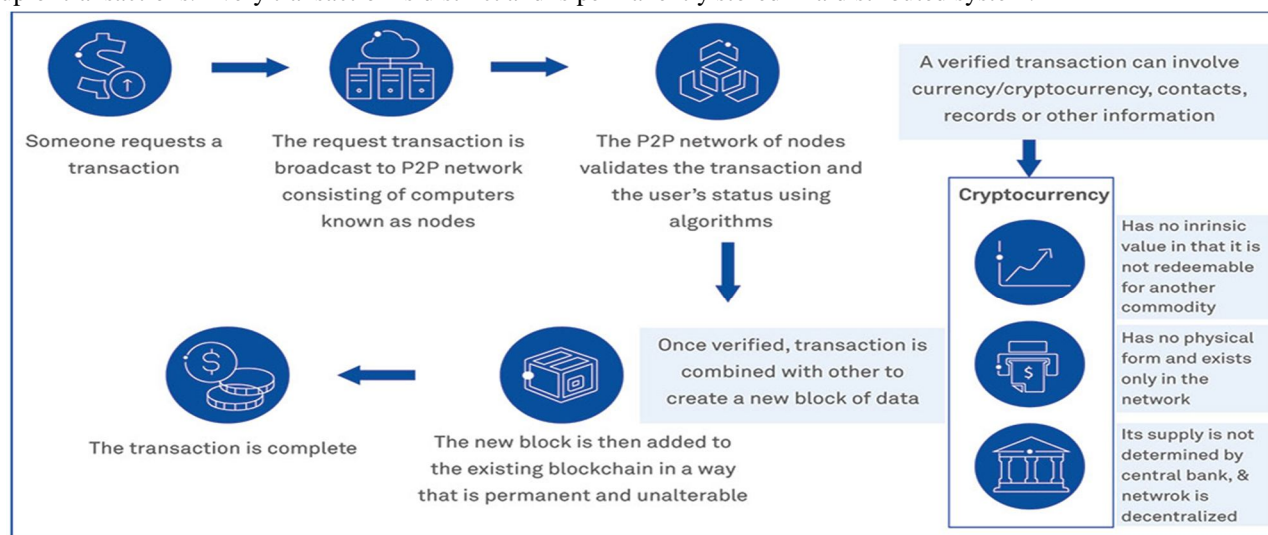 Someone requests a
transaction
The request transaction is
broadcast to P2P network
consisting of computers
known as nodes
The P2P network of nodes
validates the transaction and
the user's status using
algorithms
A verified transaction can involve
currency/cryptocurrency, contacts,
records or other information
Once verified, transaction is
combined with other to
create a new block of data
The new block is then added to
the existing blockchain in a way
that is permanent and unalterable
The transaction is complete
Cryptocurrency
Has no intrinsic
value in that it is
not redeemable
for another
commodity
Has no physical
form and exists
only in the
network
Its supply is not
determined by
central bank, &
netwrok is
decentralized